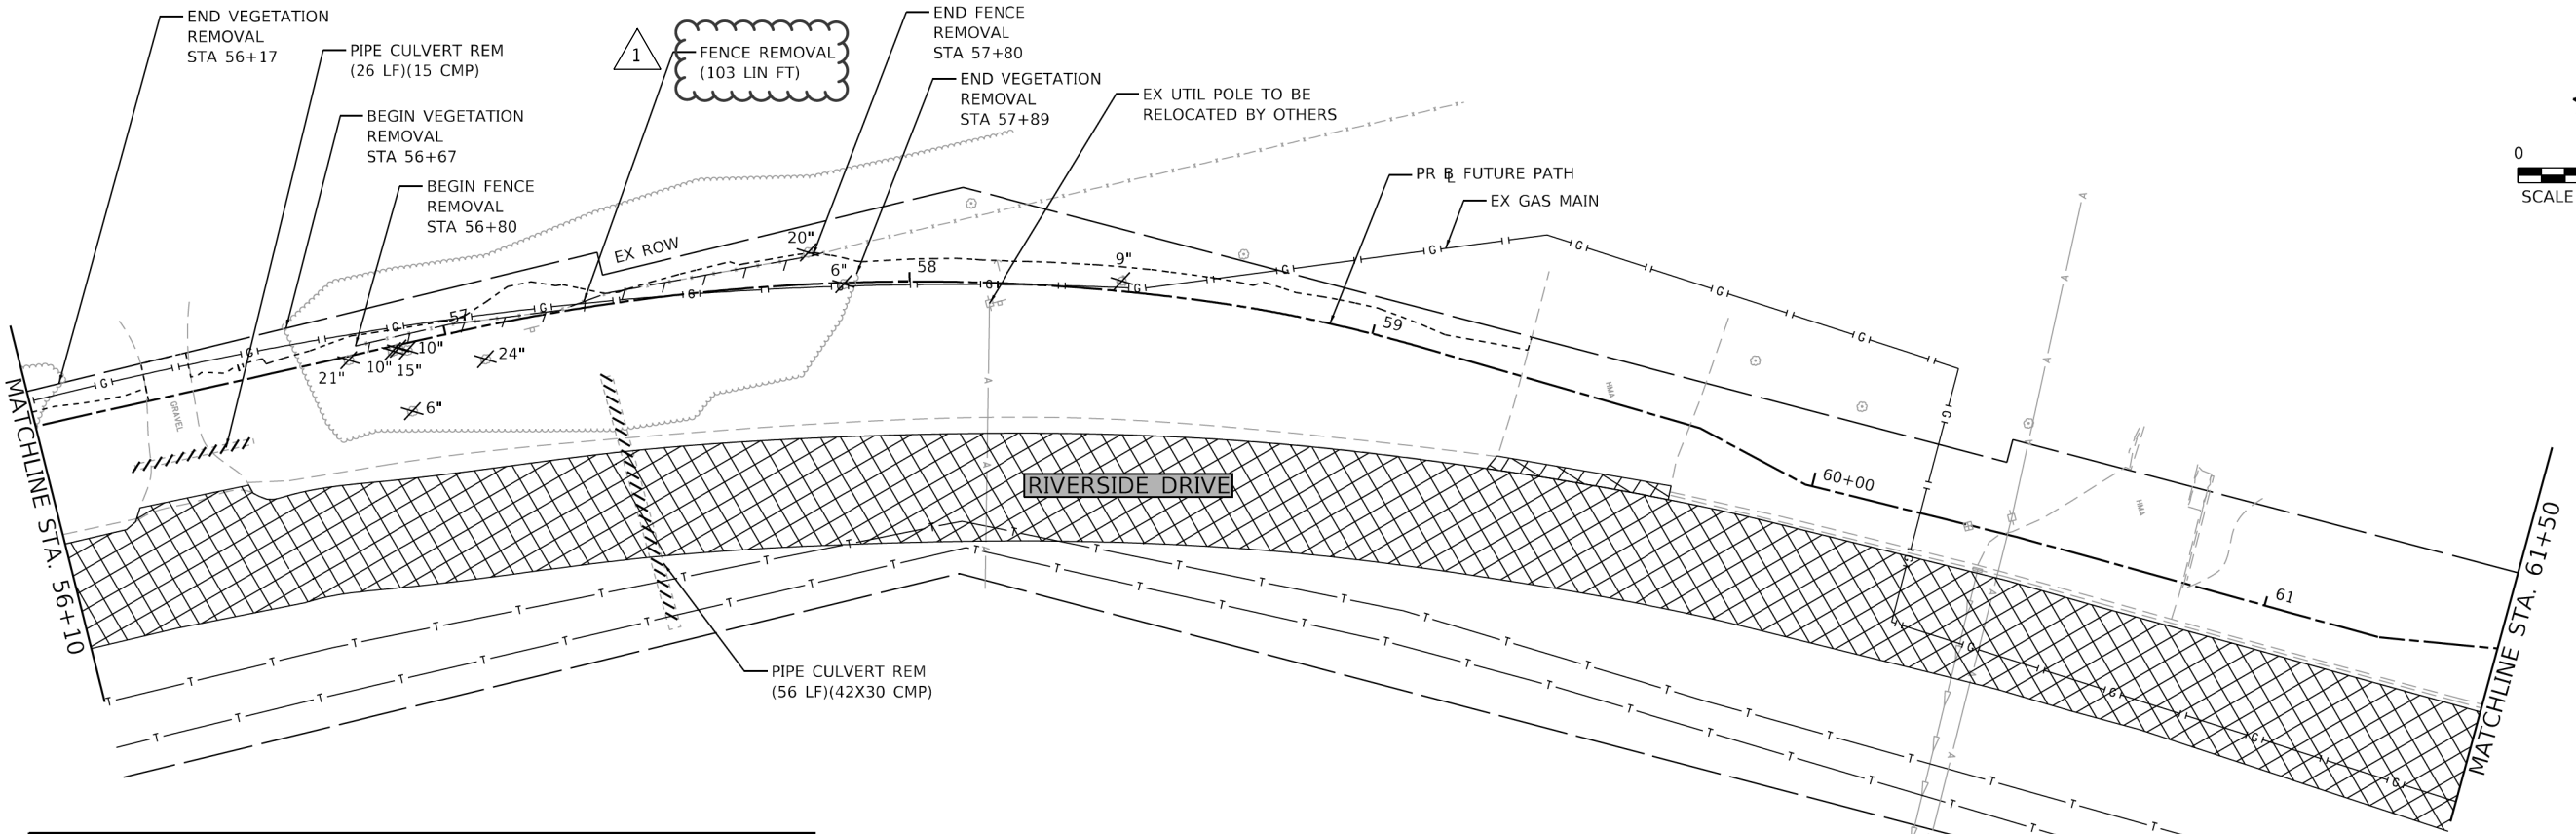 END VEGETATION
REMOVAL
STA 56+17
PIPE CULVERT REM
(26 LF)(15 CMP)
BEGIN VEGETATION
REMOVAL
STA 56+67
BEGIN FENCE
REMOVAL
STA 56+80
1
FENCE REMOVAL
(103 LIN FT)
END FENCE
REMOVAL
STA 57+80
END VEGETATION
REMOVAL
STA 57+89
EX UTIL POLE TO BE
RELOCATED BY OTHERS
PR BL FUTURE PATH
EX GAS MAIN
0
SCALE
EX ROW
20"
6"
58
9"
57
59
21"
10"
15"
10"
24"
6"
GRAVEL
HMA
60+00
HMA
61
RIVERSIDE DRIVE
MATCHLINE STA. 56+10
MATCHLINE STA. 61+50
PIPE CULVERT REM
(56 LF)(42X30 CMP)